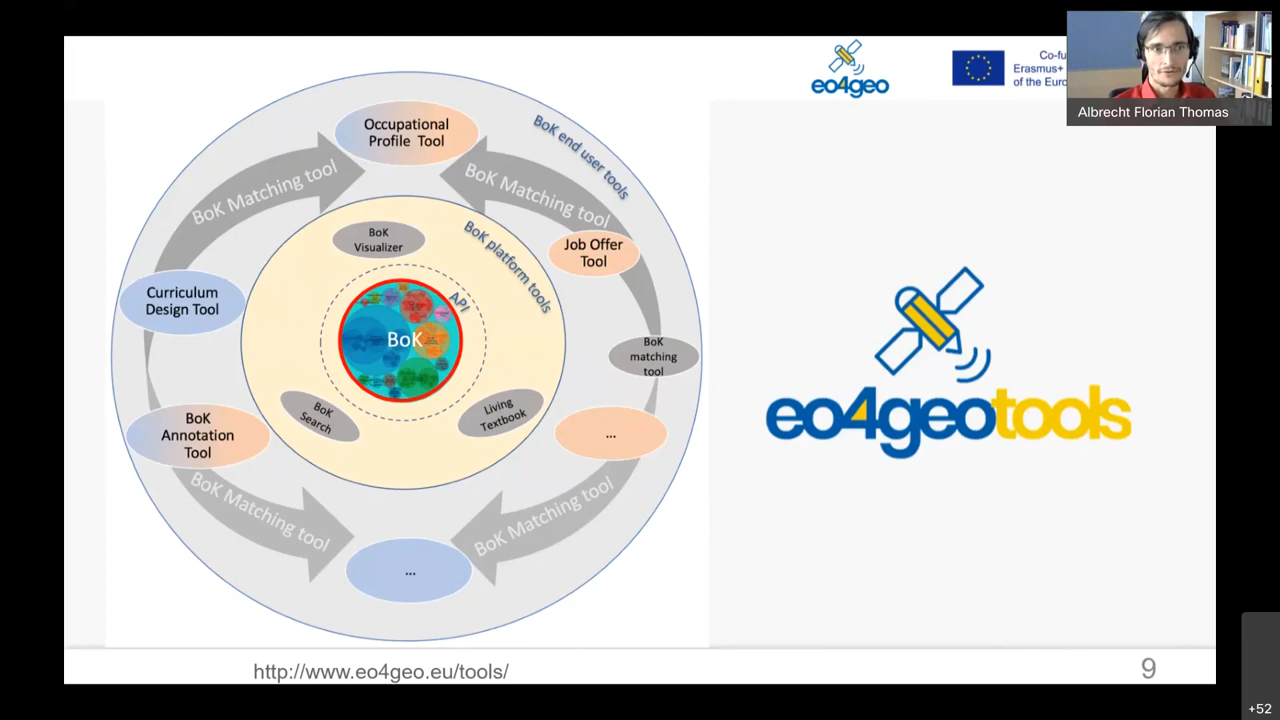 eo4geo
Co-fu
Erasmus+
of the Euro
Albrecht Florian Thomas
BoK end user tools
Occupational
Profile Tool
BoK Matching tool
BoK Matching tool
BoK platform tools
BoK
Visualizer
Job Offer
Tool
Curriculum
Design Tool
API
BoK
BoK
matching
tool
BoK
Search
Living
Textbook
BoK
Annotation
Tool
...
BoK Matching tool
BoK Matching tool
...
eo4geotools
http://www.eo4geo.eu/tools/
9
+52